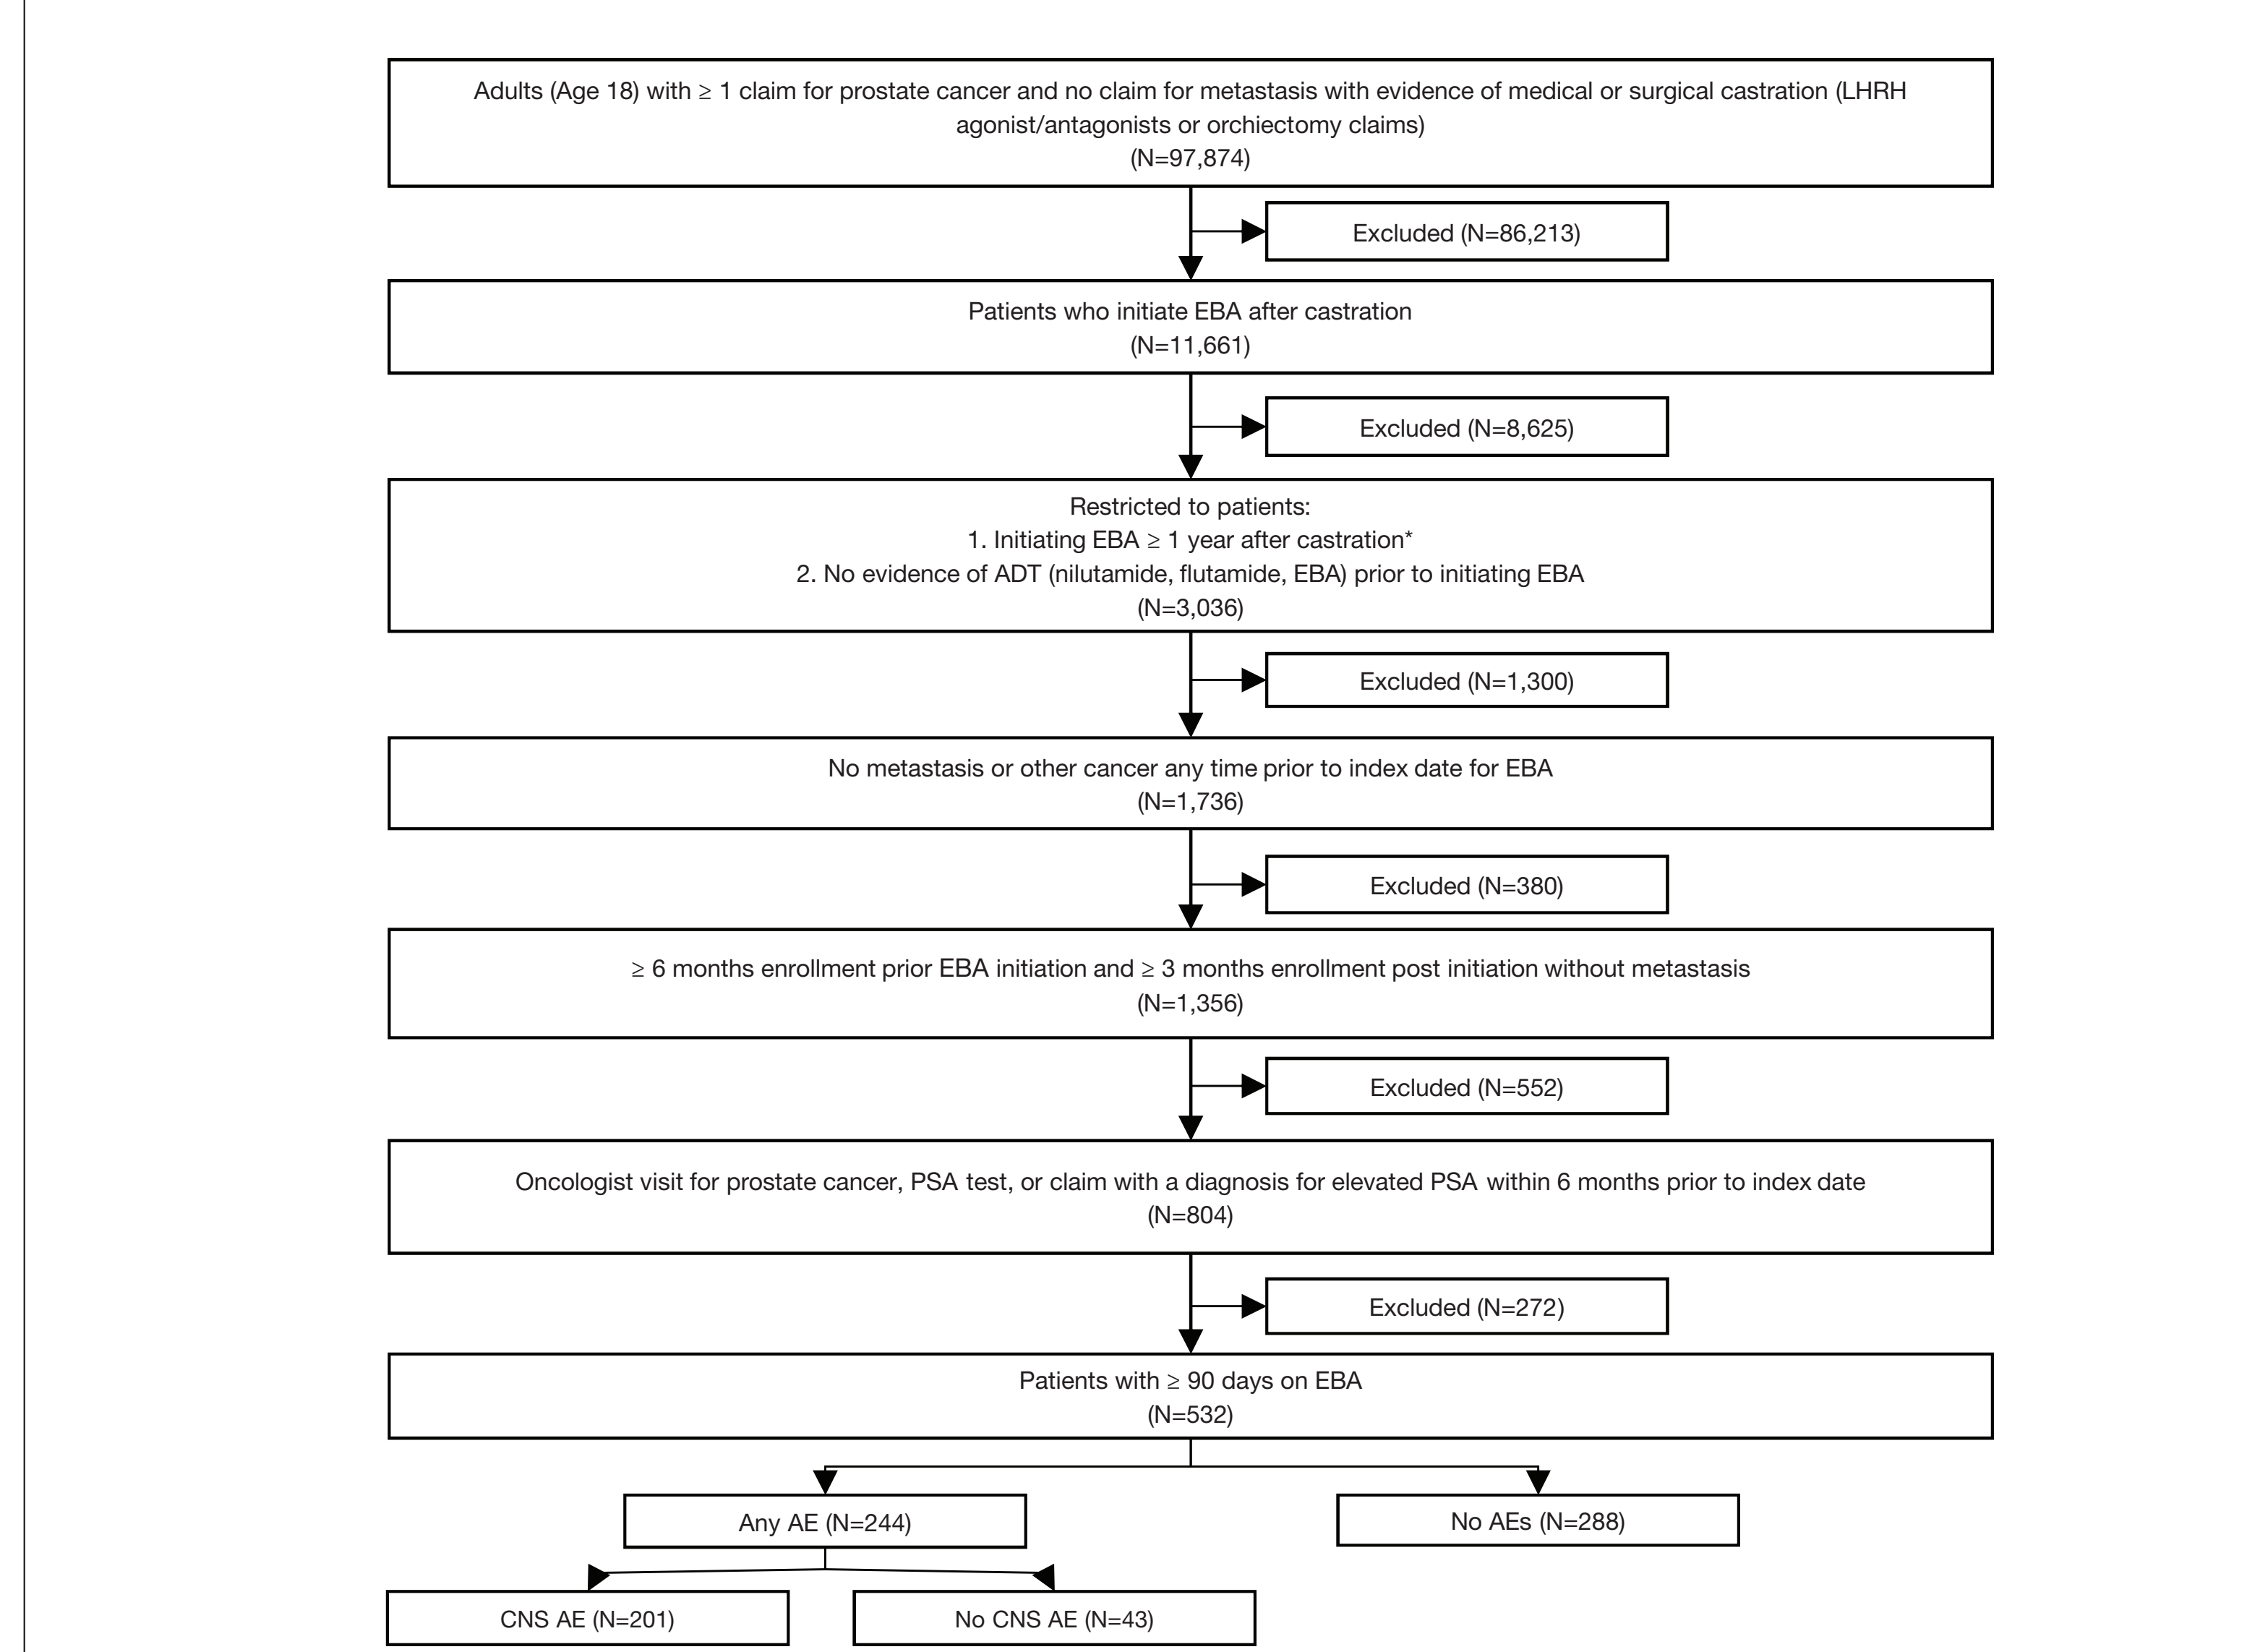 Adults (Age 18) with ≥ 1 claim for prostate cancer and no claim for metastasis with evidence of medical or surgical castration (LHRH
agonist/antagonists or orchiectomy claims)
(N=97,874)
Excluded (N=86,213)
Patients who initiate EBA after castration
(N=11,661)
Excluded (N=8,625)
Restricted to patients:
1. Initiating EBA ≥ 1 year after castration*
2. No evidence of ADT (nilutamide, flutamide, EBA) prior to initiating EBA
(N=3,036)
Excluded (N=1,300)
No metastasis or other cancer any time prior to index date for EBA
(N=1,736)
Excluded (N=380)
≥ 6 months enrollment prior EBA initiation and ≥ 3 months enrollment post initiation without metastasis
(N=1,356)
Excluded (N=552)
Oncologist visit for prostate cancer, PSA test, or claim with a diagnosis for elevated PSA within 6 months prior to index date
(N=804)
Excluded (N=272)
Patients with ≥ 90 days on EBA
(N=532)
Any AE (N=244)
No AEs (N=288)
CNS AE (N=201)
No CNS AE (N=43)